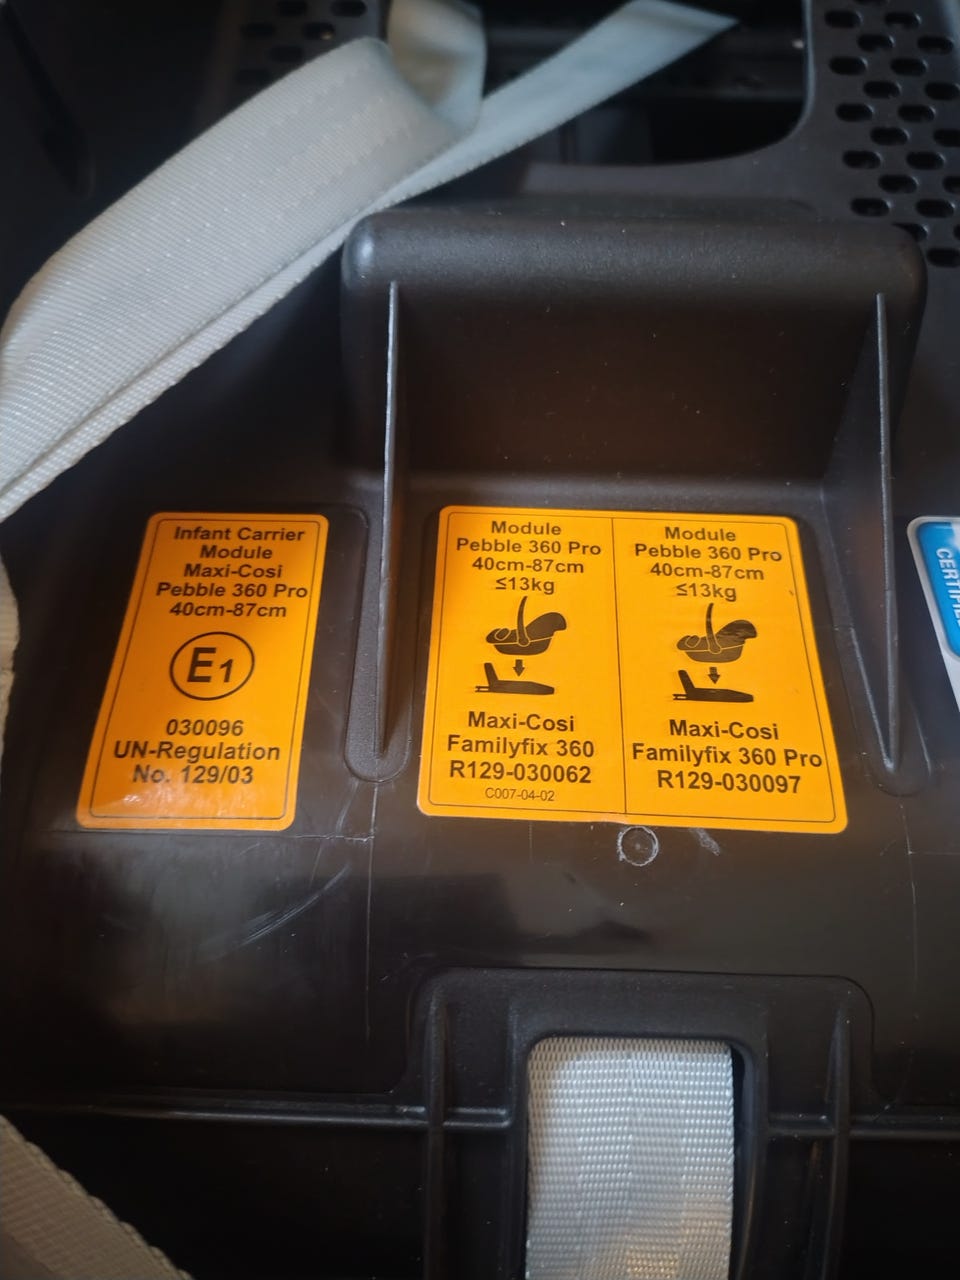 Infant Carrier
Module
Maxi-Cosi
Pebble 360 Pro
40cm-87cm
E1
030096
UN-Regulation
No. 129/03
Module
Pebble 360 Pro
40cm-87cm
≤13kg
Maxi-Cosi
Familyfix 360
R129-030062
C007-04-02
Module
Pebble 360 Pro
40cm-87cm
≤13kg
Maxi-Cosi
Familyfix 360 Pro
R129-030097